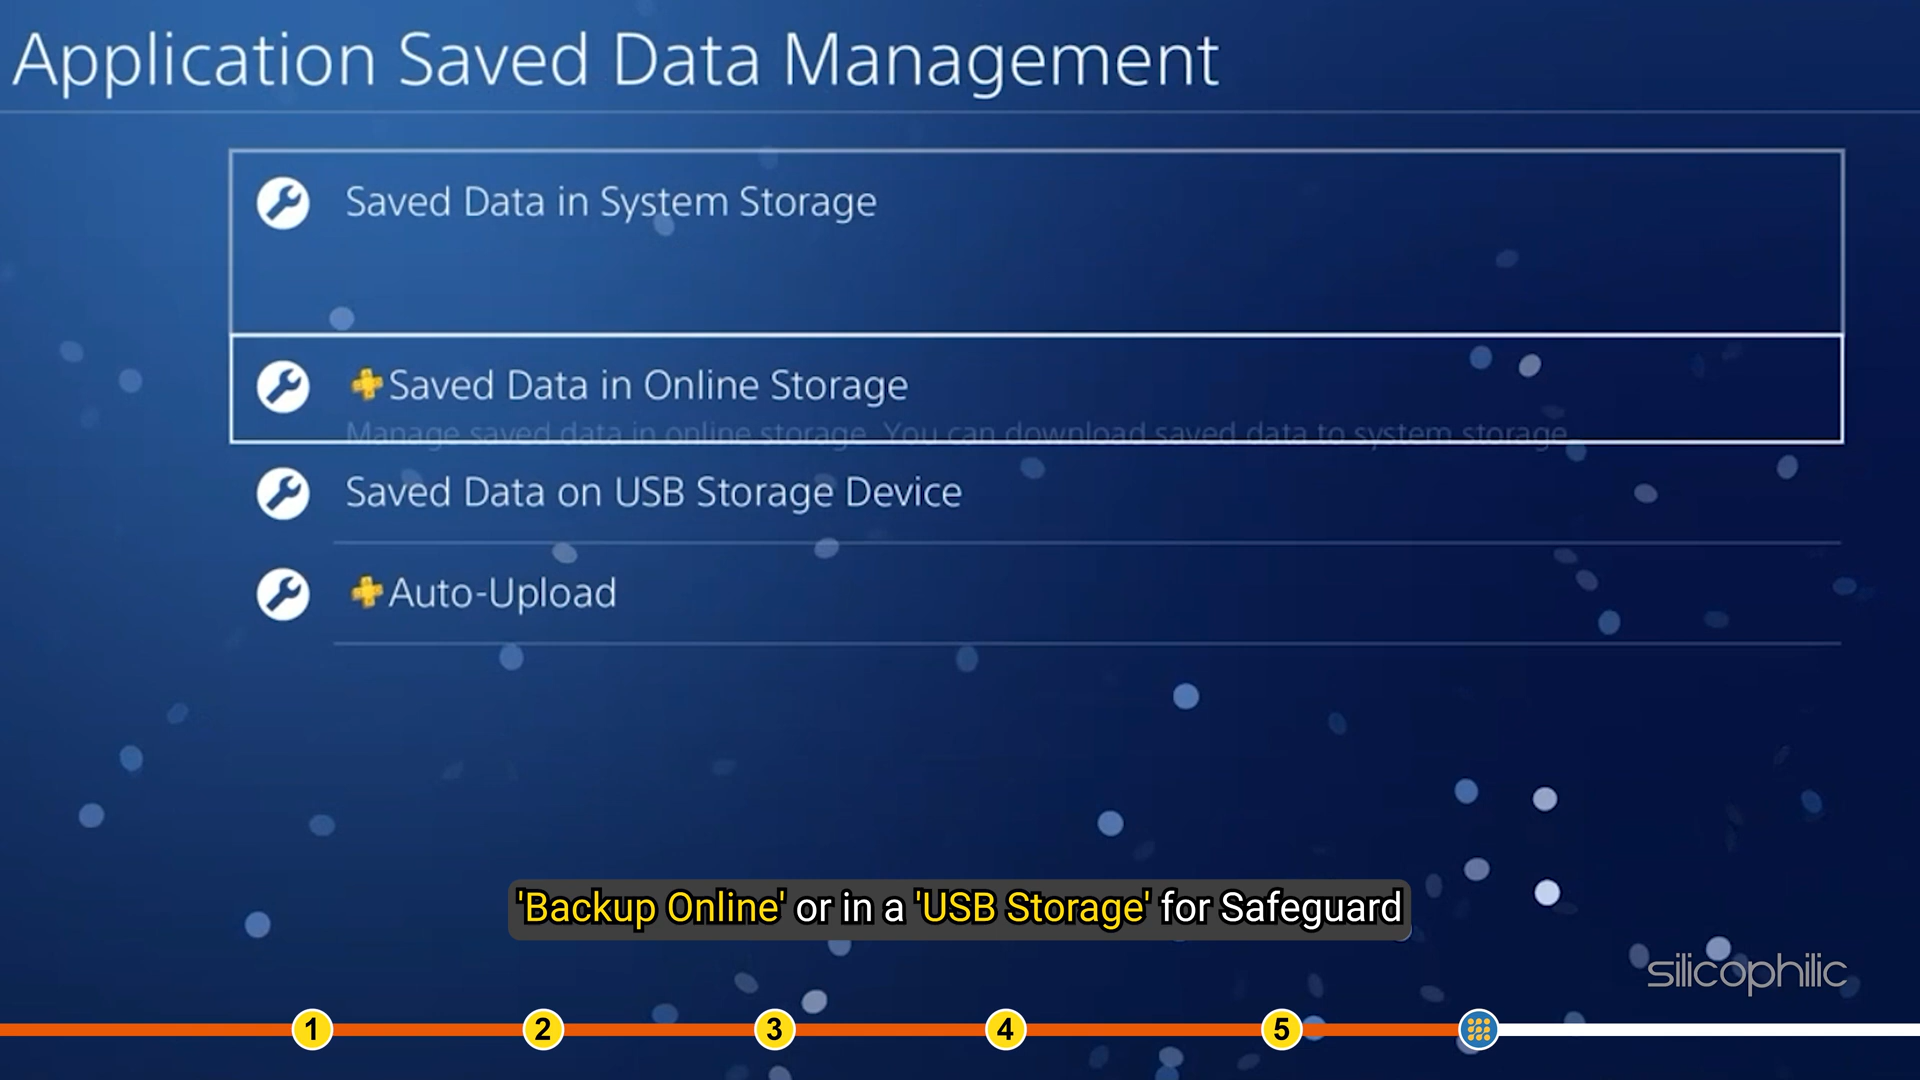 Application Saved Data Management
Saved Data in System Storage
Saved Data in Online Storage
Manage saved data in online storage. You can download saved data to system storage.
Saved Data on USB Storage Device
Auto-Upload
'Backup Online' or in a 'USB Storage' for Safeguard
silicophilic
1 2 3 4 5